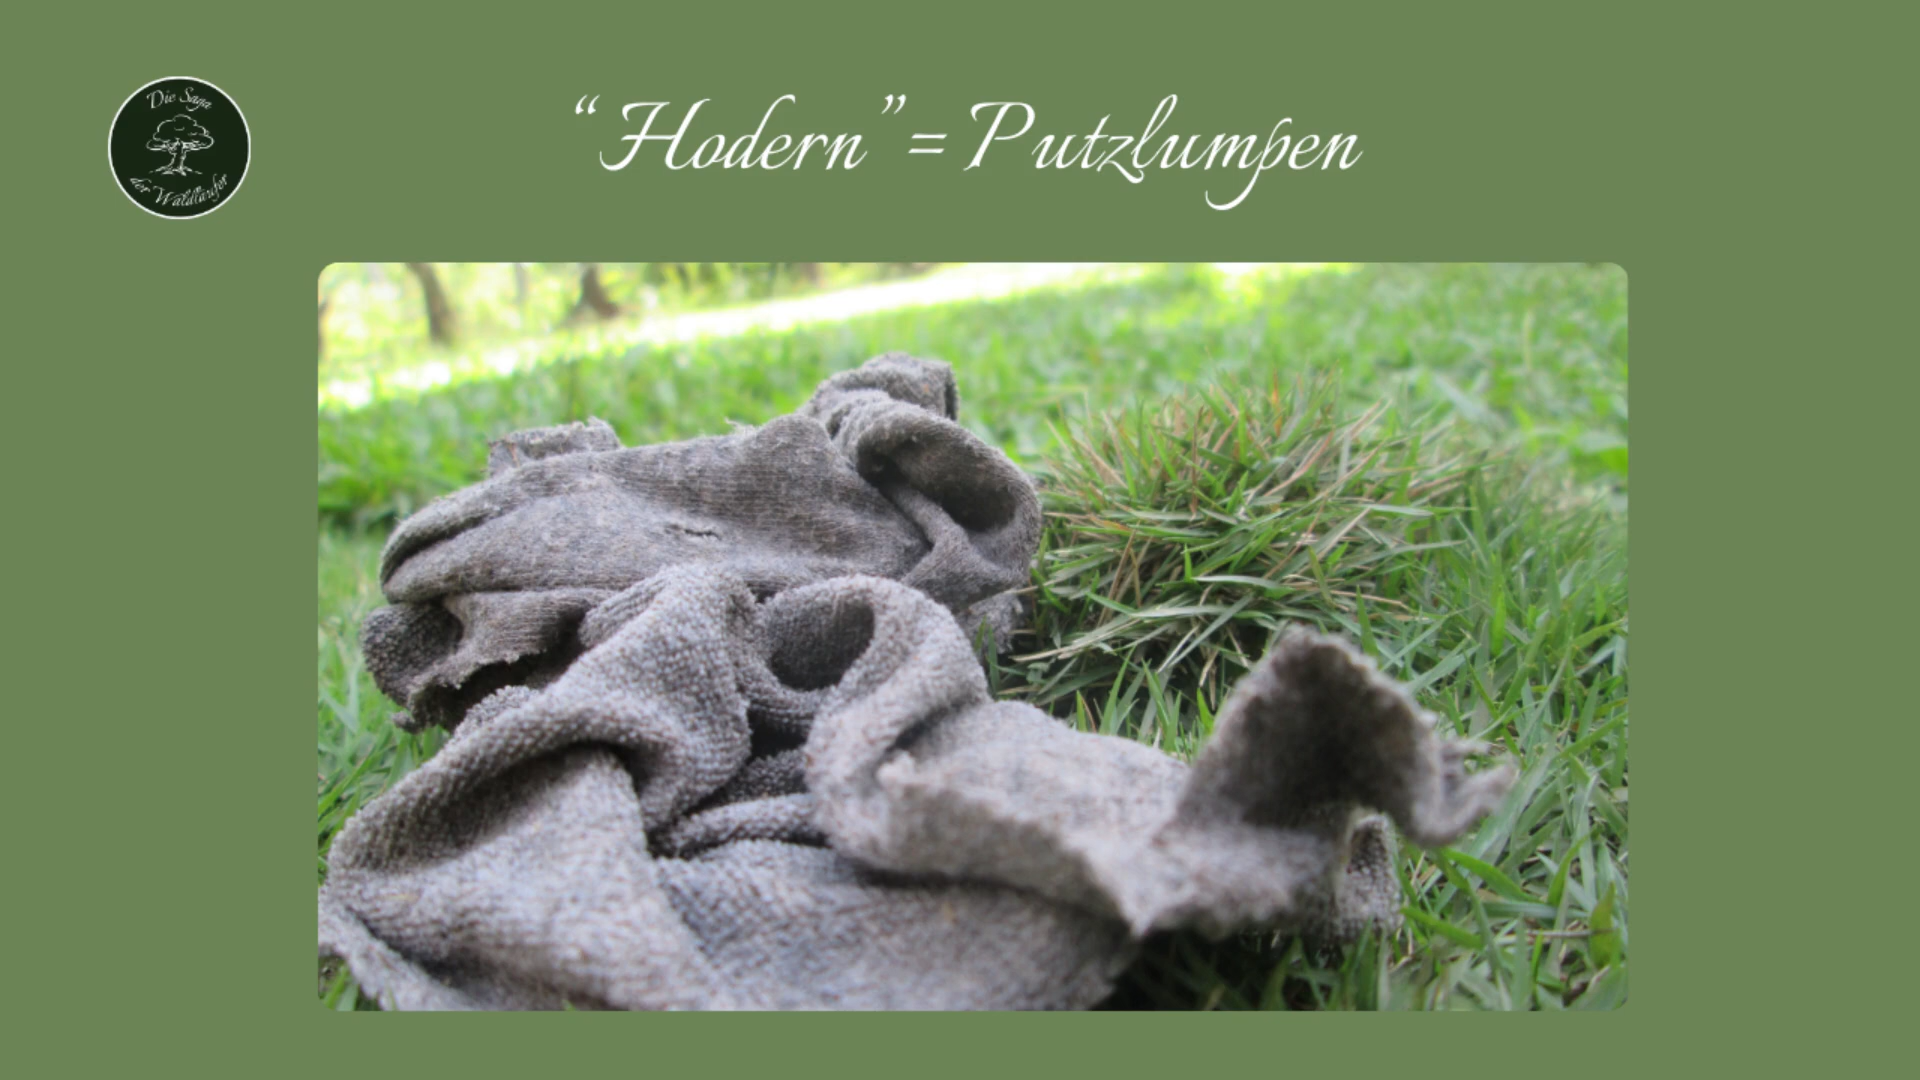 Die Saga
der Waldläufer
“Hodern” = Putzlumpen